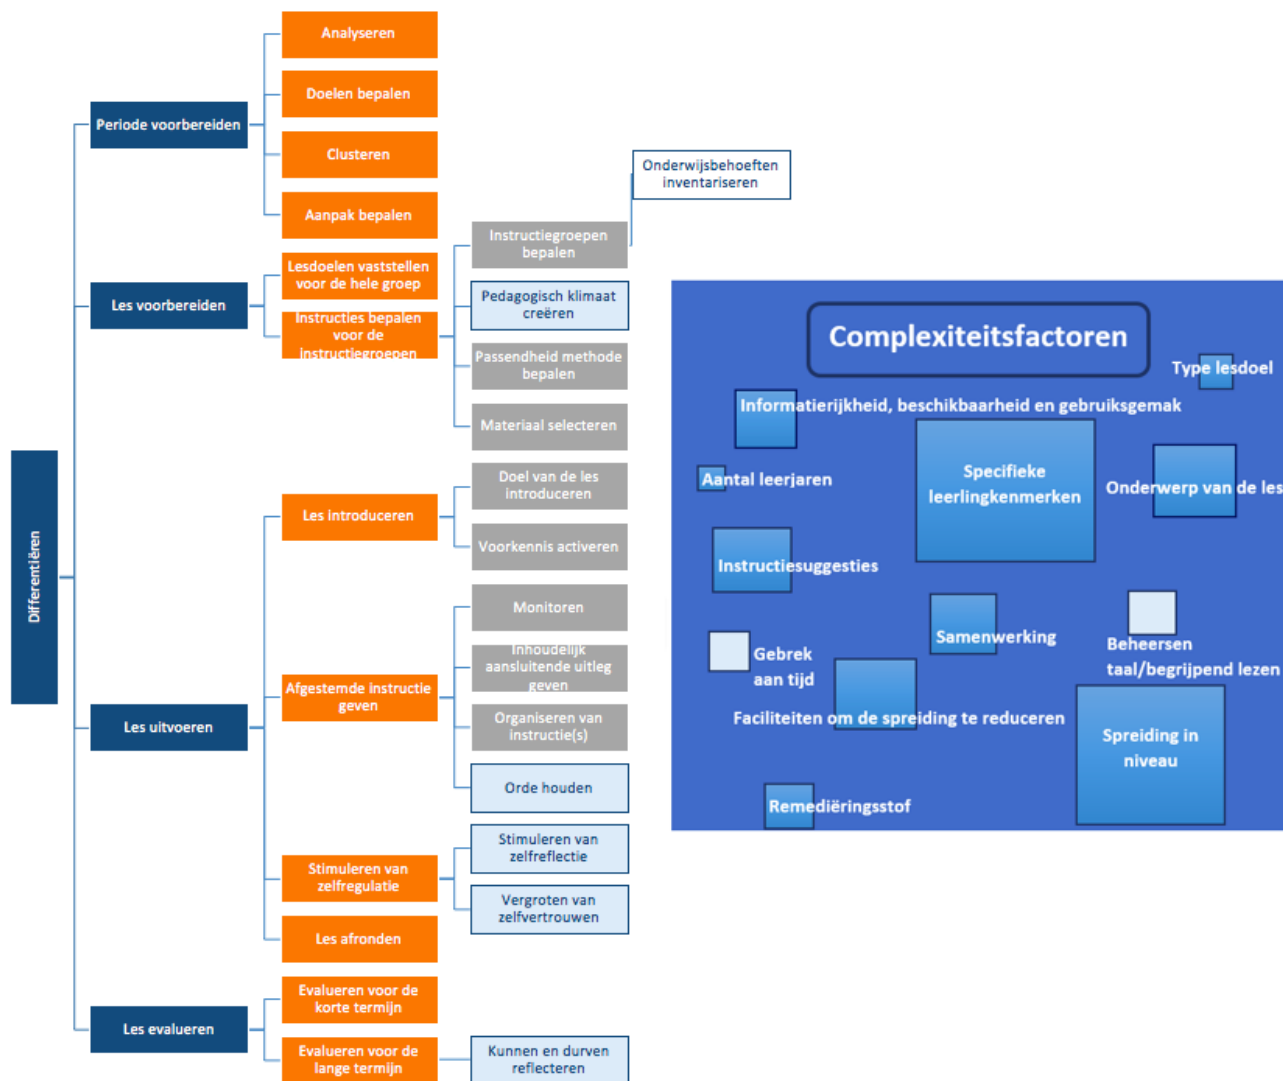 Differentiëren
Periode voorbereiden
Analyseren
Doelen bepalen
Clusteren
Aanpak bepalen
Les voorbereiden
Lesdoelen vaststellen
voor de hele groep
Instructies bepalen
voor de
instructiegroepen
Instructiegroepen
bepalen
Onderwijsbehoeften
inventariseren
Pedagogisch klimaat
creëren
Passendheid methode
bepalen
Materiaal selecteren
Les uitvoeren
Les introduceren
Doel van de les
introduceren
Voorkennis activeren
Afgestemde instructie
geven
Monitoren
Inhoudelijk
aansluitende uitleg
geven
Organiseren van
instructie(s)
Orde houden
Stimuleren van
zelfregulatie
Stimuleren van
zelfreflectie
Vergroten van
zelfvertrouwen
Les afronden
Les evalueren
Evalueren voor de
korte termijn
Evalueren voor de
lange termijn
Kunnen en durven
reflecteren
Complexiteitsfactoren
Type lesdoel
Informatierijkheid, beschikbaarheid en gebruiksgemak
Specifieke
leerlingkenmerken
Aantal leerjaren
Onderwerp van de les
Instructiesuggesties
Samenwerking
Beheersen
taal/begrijpend lezen
Gebrek
aan tijd
Faciliteiten om de spreiding te reduceren
Spreiding in
niveau
Remediëringsstof